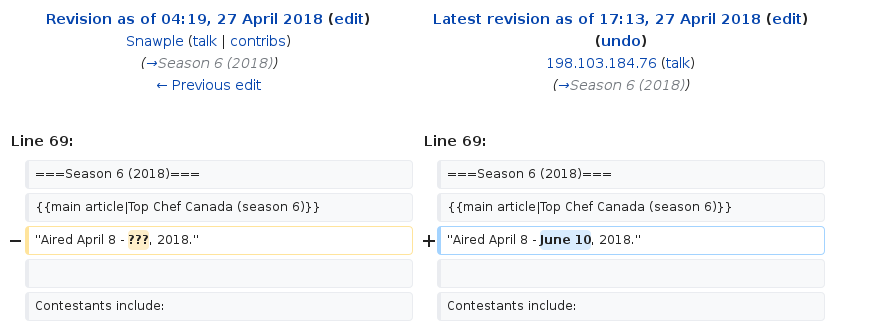 Revision as of 04:19, 27 April 2018 (edit)
Snawple (talk | contribs)
(→Season 6 (2018))
← Previous edit
Latest revision as of 17:13, 27 April 2018 (edit)
(undo)
198.103.184.76 (talk)
(→Season 6 (2018))
Line 69:
Line 69:
===Season 6 (2018)===
===Season 6 (2018)===
{{main article|Top Chef Canada (season 6)}}
{{main article|Top Chef Canada (season 6)}}
− "Aired April 8 - ???, 2018."
+ "Aired April 8 - June 10, 2018."
Contestants include:
Contestants include: